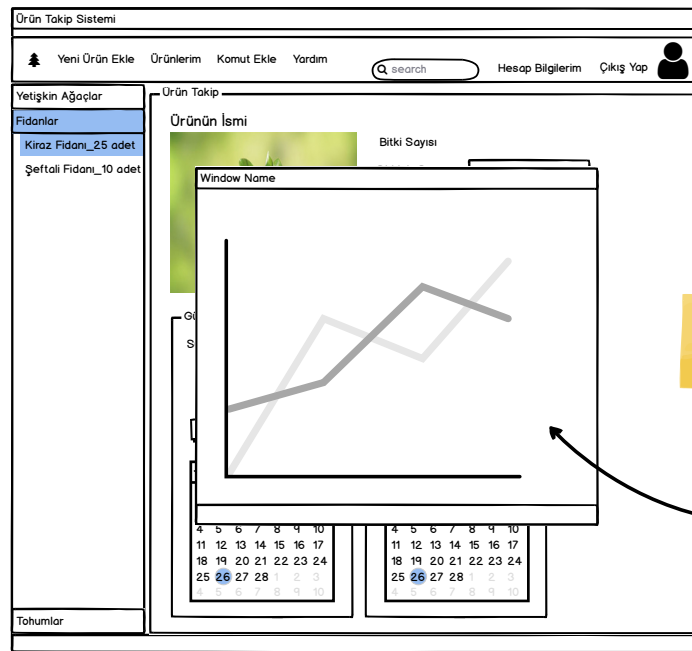 Ürün Takip Sistemi
Yeni Ürün Ekle Ürünlerim Komut Ekle Yardım search Hesap Bilgilerim Çıkış Yap
Yetişkin Ağaçlar
Fidanlar
Kiraz Fidanı_25 adet
Şeftali Fidanı_10 adet
Tohumlar
Ürün Takip
Ürünün İsmi
Bitki Sayısı
Window Name
4 5 6 7 8 9 10
11 12 13 14 15 16 17
18 19 20 21 22 23 24
25 26 27 28 1 2 3
4 5 6 7 8 9 10
4 5 6 7 8 9 10
11 12 13 14 15 16 17
18 19 20 21 22 23 24
25 26 27 28 1 2 3
4 5 6 7 8 9 10